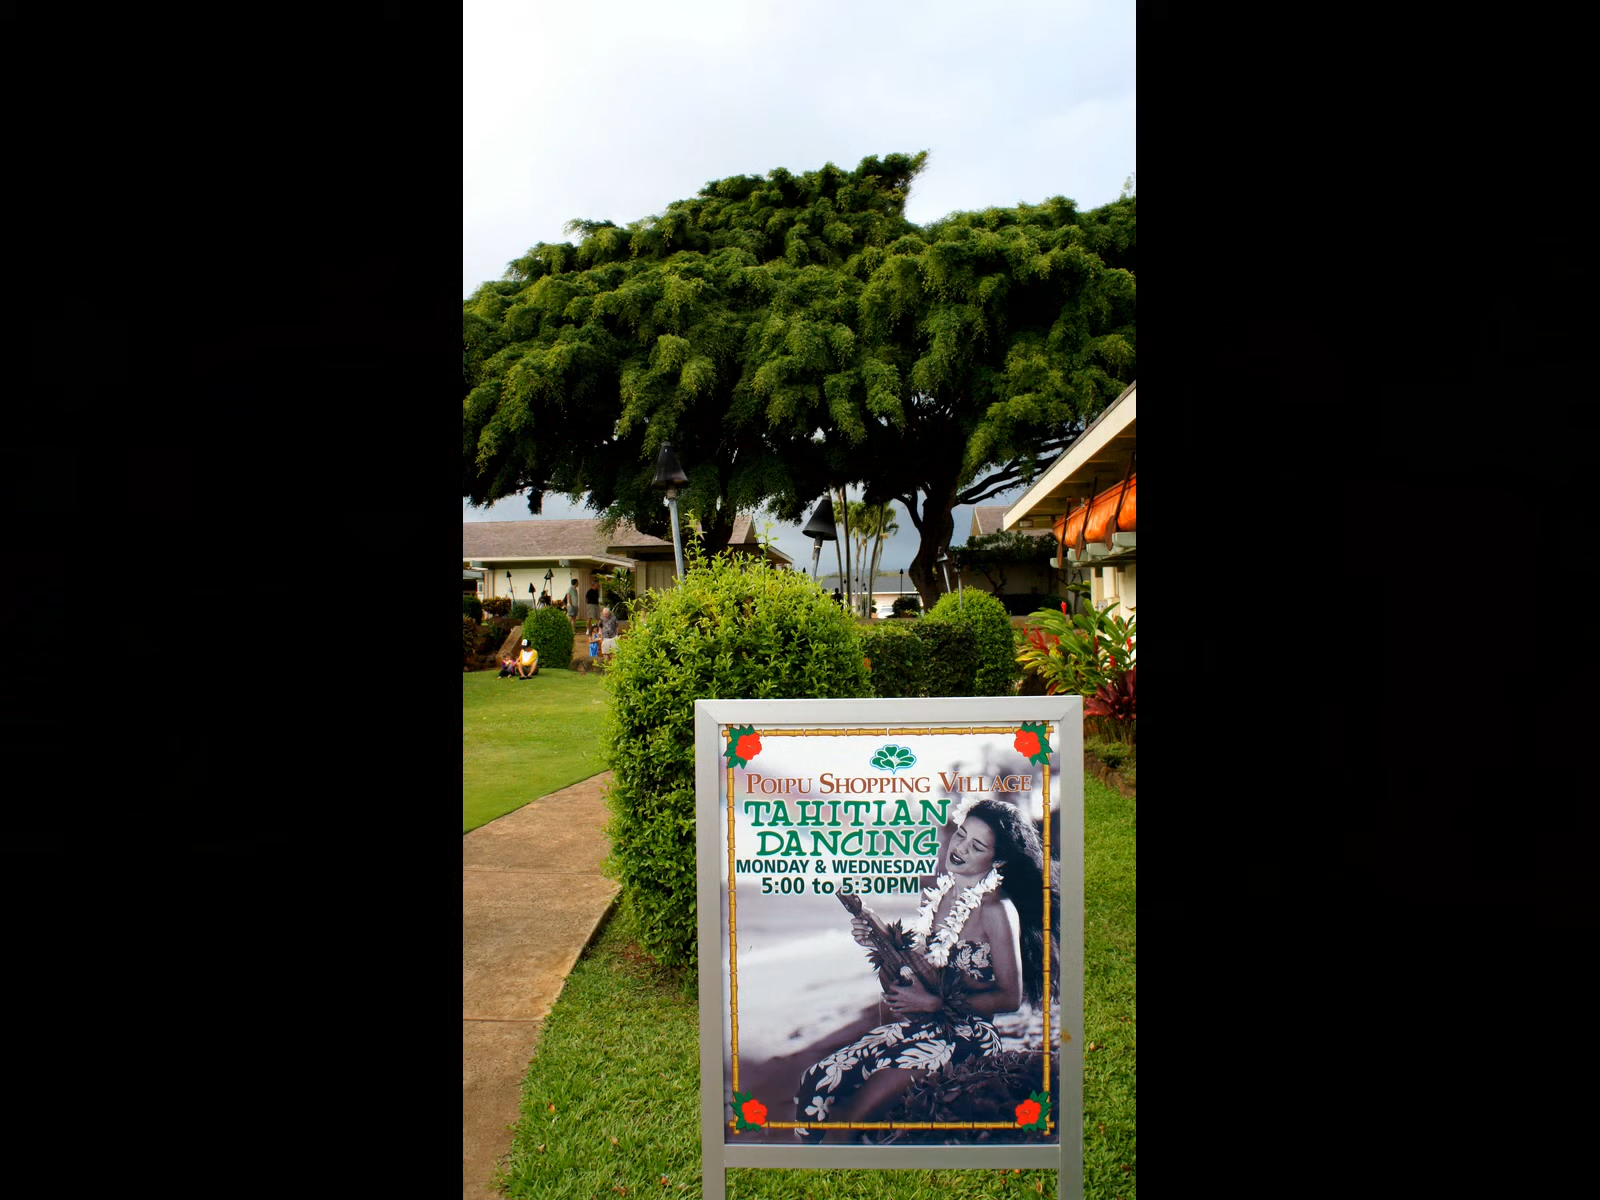 POIPU SHOPPING VILLAGE
TAHITIAN
DANCING
MONDAY & WEDNESDAY
5:00 to 5:30PM